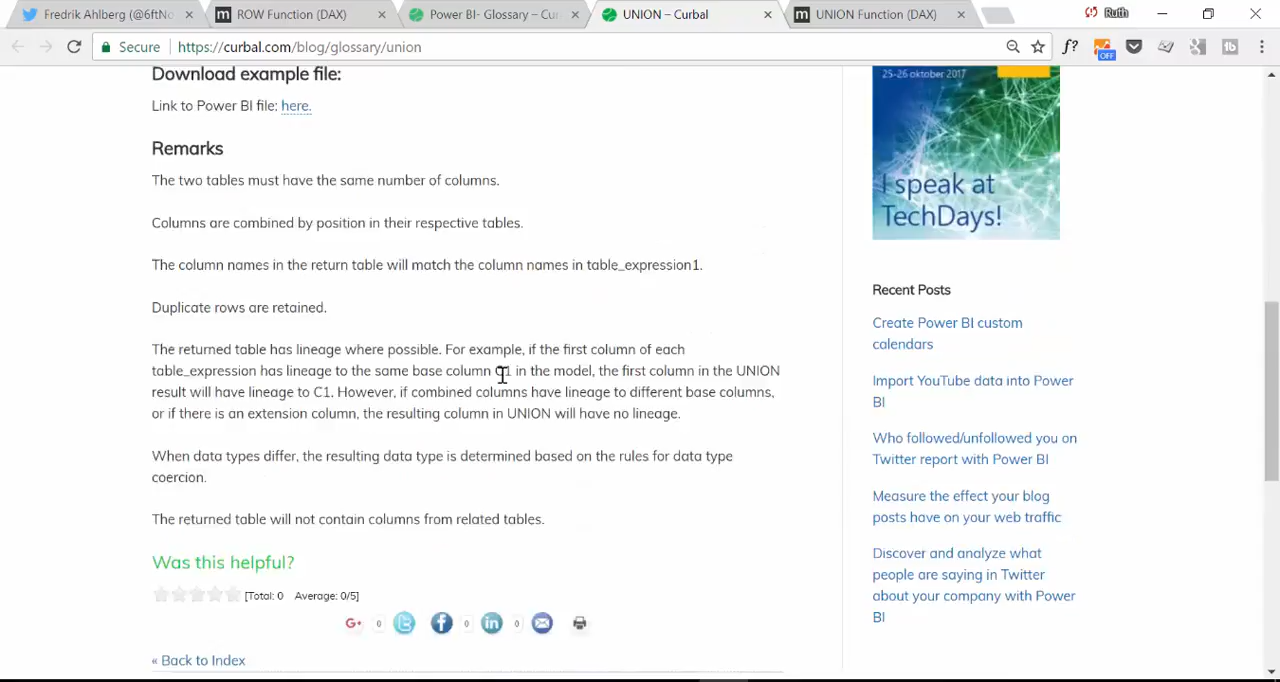 Fredrik Ahlberg (@6ftNo
ROW Function (DAX)
Power BI- Glossary – Cur
UNION – Curbal
UNION Function (DAX)
Ruth
Secure
https://curbal.com/blog/glossary/union
f?
OFF
1b
Download example file:
Link to Power BI file: here.
Remarks
The two tables must have the same number of columns.
Columns are combined by position in their respective tables.
The column names in the return table will match the column names in table_expression1.
Duplicate rows are retained.
The returned table has lineage where possible. For example, if the first column of each
table_expression has lineage to the same base column C1 in the model, the first column in the UNION
result will have lineage to C1. However, if combined columns have lineage to different base columns,
or if there is an extension column, the resulting column in UNION will have no lineage.
When data types differ, the resulting data type is determined based on the rules for data type
coercion.
The returned table will not contain columns from related tables.
Was this helpful?
[Total: 0 Average: 0/5]
G+ 0 0 0
« Back to Index
25-26 oktober 2017
I speak at
TechDays!
Recent Posts
Create Power BI custom
calendars
Import YouTube data into Power
BI
Who followed/unfollowed you on
Twitter report with Power BI
Measure the effect your blog
posts have on your web traffic
Discover and analyze what
people are saying in Twitter
about your company with Power
BI